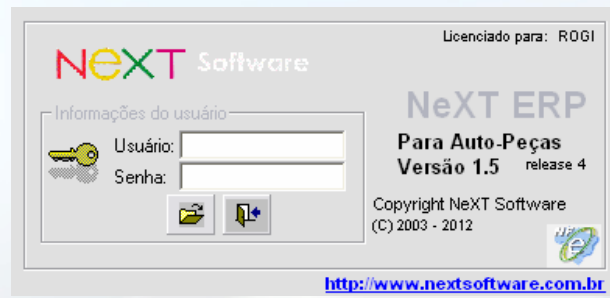 Licenciado para: ROGI
NeXT Software
Informações do usuário
NeXT ERP
Usuário:
Para Auto-Peças
Senha:
Versão 1.5 release 4
Copyright NeXT Software
(C) 2003 - 2012
NF e
http://www.nextsoftware.com.br